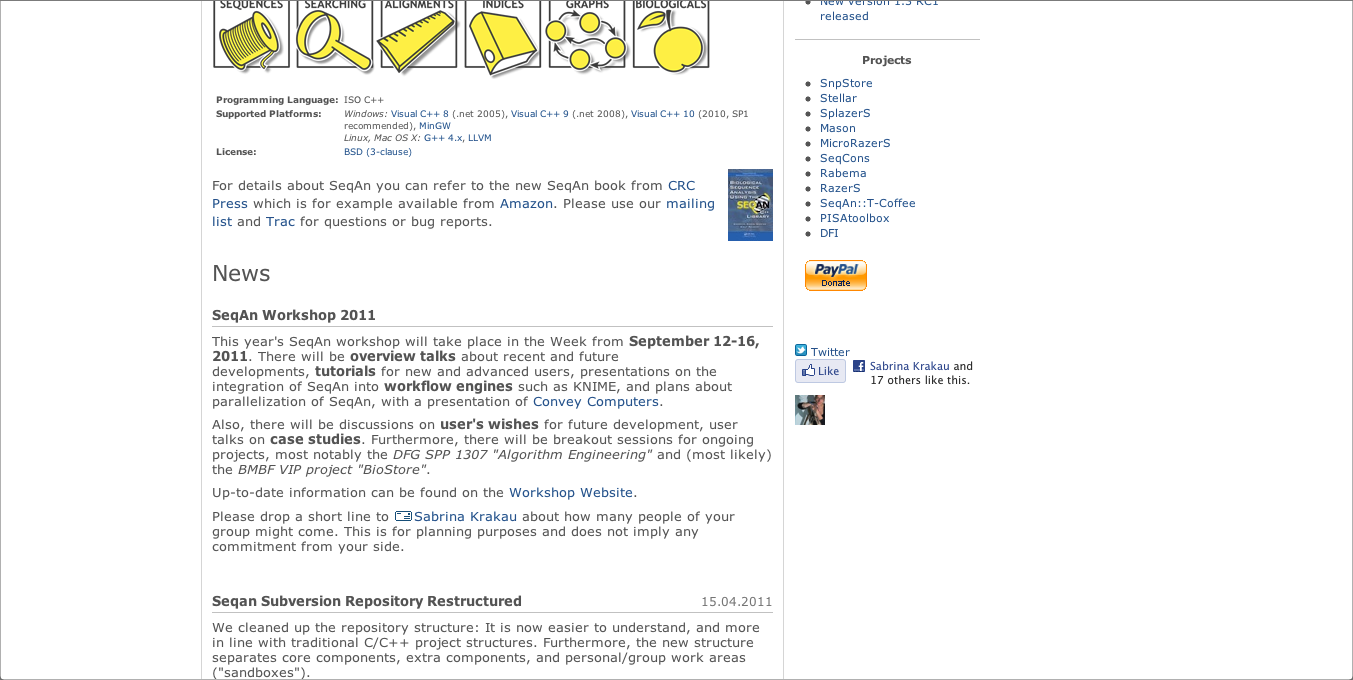 SEQUENCES SEARCHING ALIGNMENTS INDICES GRAPHS BIOLOGICALS
Programming Language: ISO C++
Supported Platforms: Windows: Visual C++ 8 (.net 2005), Visual C++ 9 (.net 2008), Visual C++ 10 (2010, SP1
recommended), MinGW
Linux, Mac OS X: G++ 4.x, LLVM
License: BSD (3-clause)
For details about SeqAn you can refer to the new SeqAn book from CRC
Press which is for example available from Amazon. Please use our mailing
list and Trac for questions or bug reports.
BIOLOGICAL
SEQUENCE
ANALYSIS
USING THE
SEQAN
C++
LIBRARY
News
SeqAn Workshop 2011
This year's SeqAn workshop will take place in the Week from September 12-16,
2011. There will be overview talks about recent and future
developments, tutorials for new and advanced users, presentations on the
integration of SeqAn into workflow engines such as KNIME, and plans about
parallelization of SeqAn, with a presentation of Convey Computers.
Also, there will be discussions on user's wishes for future development, user
talks on case studies. Furthermore, there will be breakout sessions for ongoing
projects, most notably the DFG SPP 1307 "Algorithm Engineering" and (most likely)
the BMBF VIP project "BioStore".
Up-to-date information can be found on the Workshop Website.
Please drop a short line to Sabrina Krakau about how many people of your
group might come. This is for planning purposes and does not imply any
commitment from your side.
Seqan Subversion Repository Restructured 15.04.2011
We cleaned up the repository structure: It is now easier to understand, and more
in line with traditional C/C++ project structures. Furthermore, the new structure
separates core components, extra components, and personal/group work areas
("sandboxes").
New version 1.3 RC1
released
Projects
SnpStore
Stellar
SplazerS
Mason
MicroRazerS
SeqCons
Rabema
RazerS
SeqAn::T-Coffee
PISAtoolbox
DFI
PayPal
Donate
Twitter
Like
Sabrina Krakau and
17 others like this.